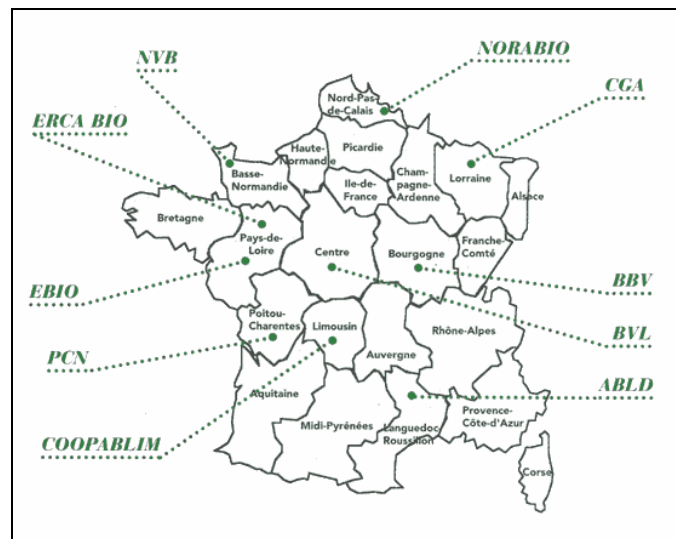 NVB
NORABIO
CGA
ERCA BIO
Nord-Pas-
de-Calais
Haute-
Normandie
Picardie
Basse-
Normandie
Ile-de-
France
Cham-
pagne-
Ardenne
Lorraine
Alsace
Bretagne
Pays-de-
Loire
Centre
Bourgogne
Franche-
Comté
EBIO
BBV
Poitou-
Charentes
Limousin
Auvergne
Rhône-Alpes
BVL
PCN
ABLD
Aquitaine
Midi-Pyrénées
Languedoc-
Roussillon
Provence-
Côte-d'Azur
COOPABLIM
Corse